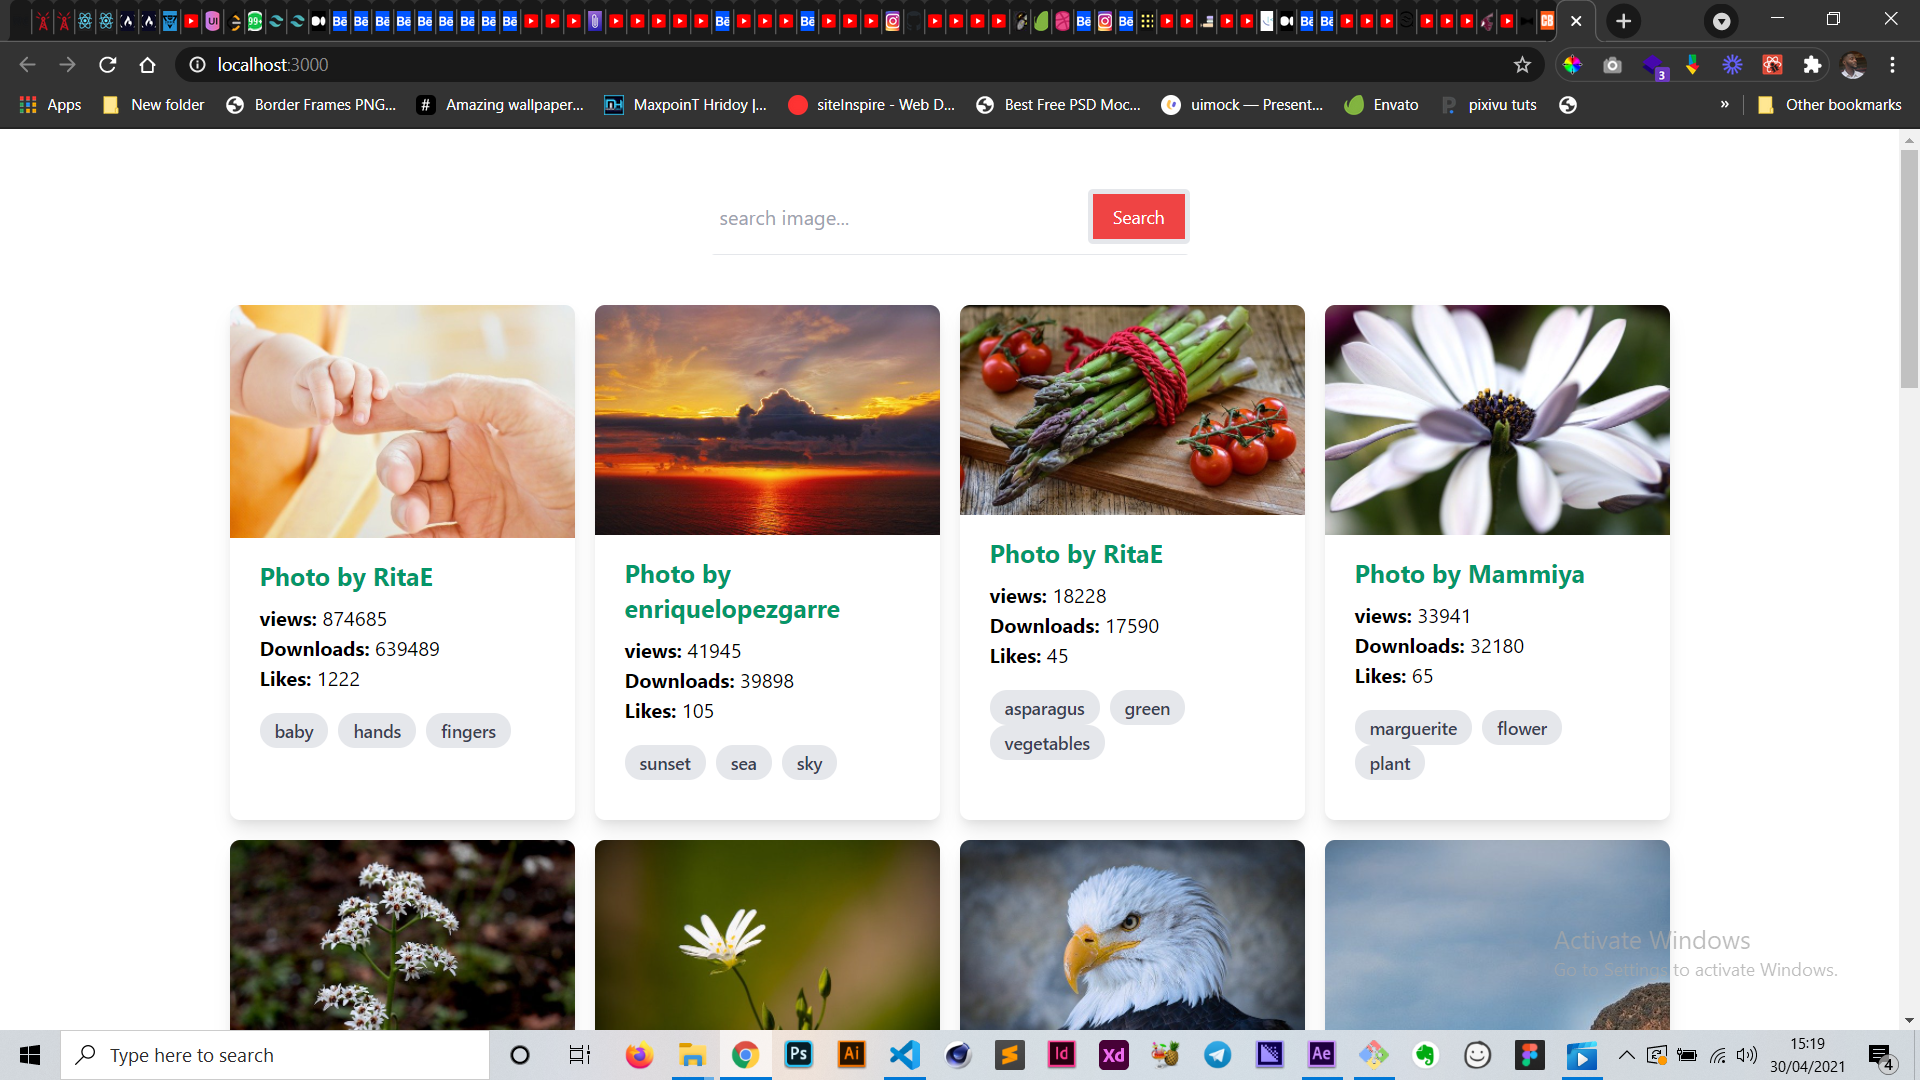 localhost:3000
Apps
New folder
Border Frames PNG...
Amazing wallpaper...
MaxpoinT Hridoy |...
siteInspire - Web D...
Best Free PSD Moc...
uimock — Present...
Envato
pixivu tuts
»
Other bookmarks
search image...
Search
Photo by RitaE
views: 874685
Downloads: 639489
Likes: 1222
baby hands fingers
Photo by
enriquelopezgarre
views: 41945
Downloads: 39898
Likes: 105
sunset sea sky
Photo by RitaE
views: 18228
Downloads: 17590
Likes: 45
asparagus green
vegetables
Photo by Mammiya
views: 33941
Downloads: 32180
Likes: 65
marguerite flower
plant
Activate Windows
Go to Settings to activate Windows.
Type here to search
15:19
30/04/2021